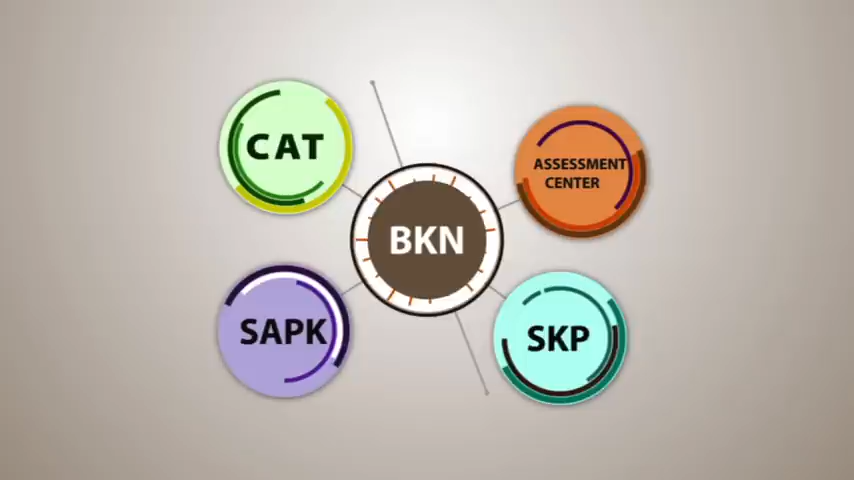 CAT
ASSESSMENT
CENTER
BKN
SAPK
SKP